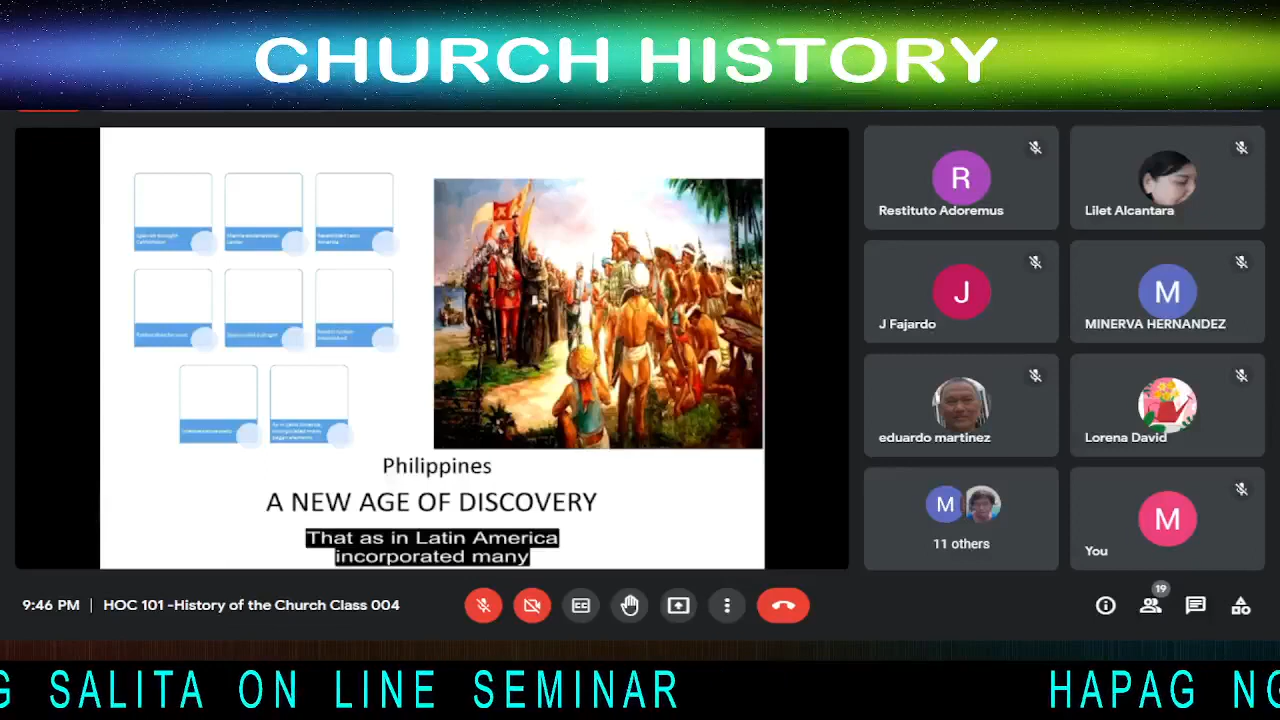 CHURCH HISTORY
Philippines
A NEW AGE OF DISCOVERY
That as in Latin America
incorporated many
R
Restituto Adoremus
Lilet Alcantara
J
J Fajardo
M
MINERVA HERNANDEZ
eduardo martinez
Lorena David
M
11 others
M
You
9:46 PM | HOC 101 -History of the Church Class 004
19
G SALITA ON LINE SEMINAR HAPAG NG